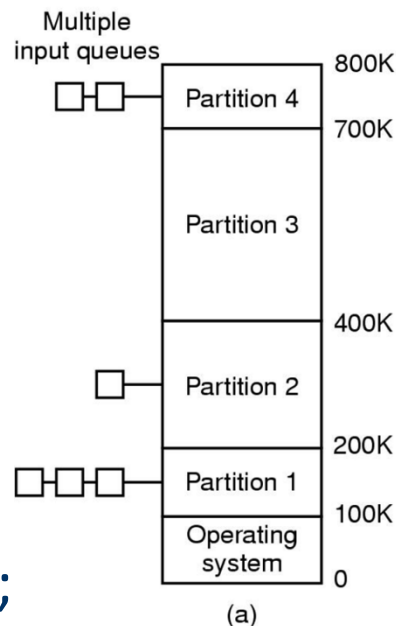 Multiple
input queues
800K
Partition 4
700K
Partition 3
400K
Partition 2
200K
Partition 1
100K
Operating
system
0
;
(a)